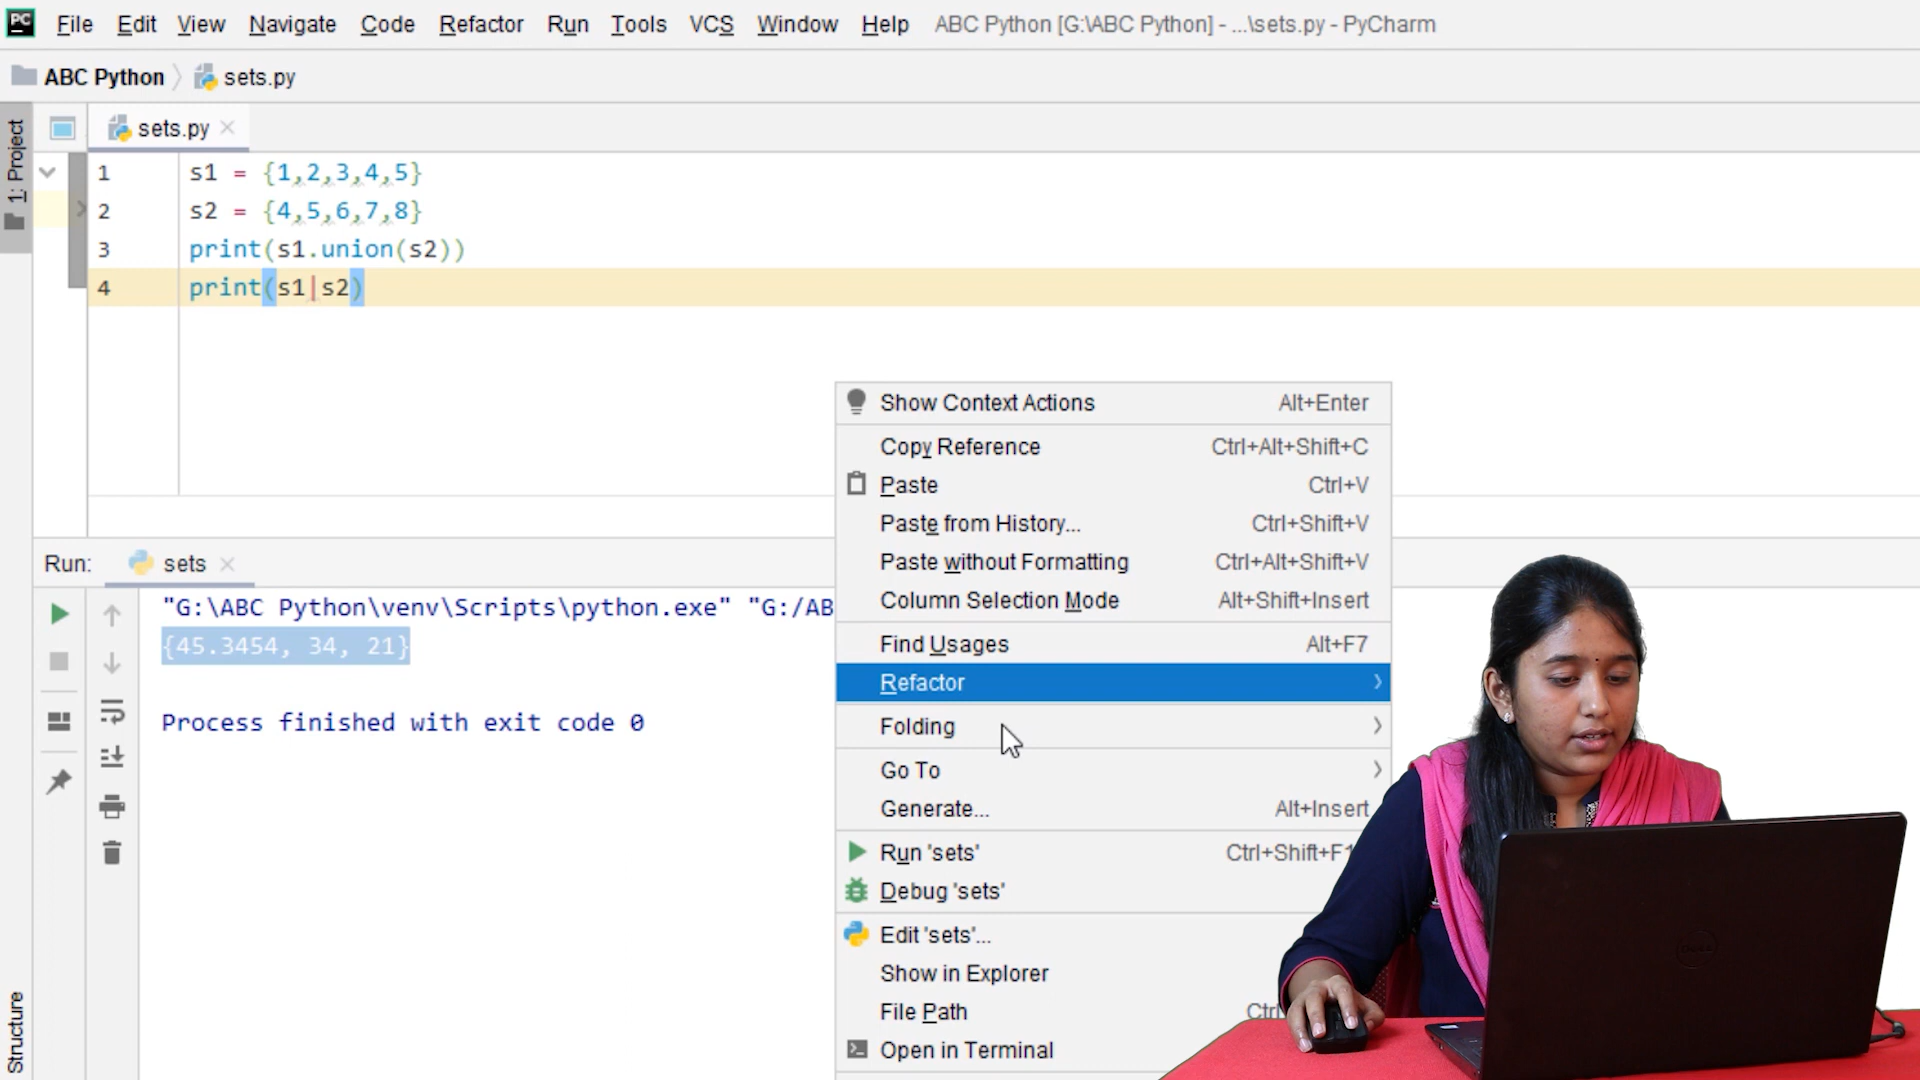 PC File Edit View Navigate Code Refactor Run Tools VCS Window Help ABC Python [G:\ABC Python] - ...\sets.py - PyCharm
ABC Python sets.py
1: Project
sets.py
1 s1 = {1,2,3,4,5}
2 s2 = {4,5,6,7,8}
3 print(s1.union(s2))
4 print(s1|s2)
Show Context Actions Alt+Enter
Copy Reference Ctrl+Alt+Shift+C
Paste Ctrl+V
Paste from History... Ctrl+Shift+V
Paste without Formatting Ctrl+Alt+Shift+V
Column Selection Mode Alt+Shift+Insert
Find Usages Alt+F7
Refactor
Folding
Go To
Generate... Alt+Insert
Run 'sets' Ctrl+Shift+F1
Debug 'sets'
Edit 'sets'...
Show in Explorer
File Path Ctrl
Open in Terminal
Run: sets
"G:\ABC Python\venv\Scripts\python.exe" "G:/AB
{45.3454, 34, 21}
Process finished with exit code 0
Structure